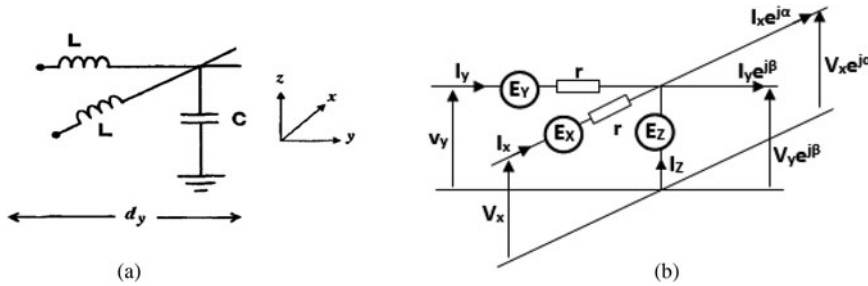 L
L
C
z
x
y
d_y
(a)
I_xe^{jα}
I_y
E_Y
r
I_ye^{jβ}
V_xe^{jα}
E_X
r
E_Z
v_y
I_x
V_ye^{jβ}
I_Z
V_x
(b)